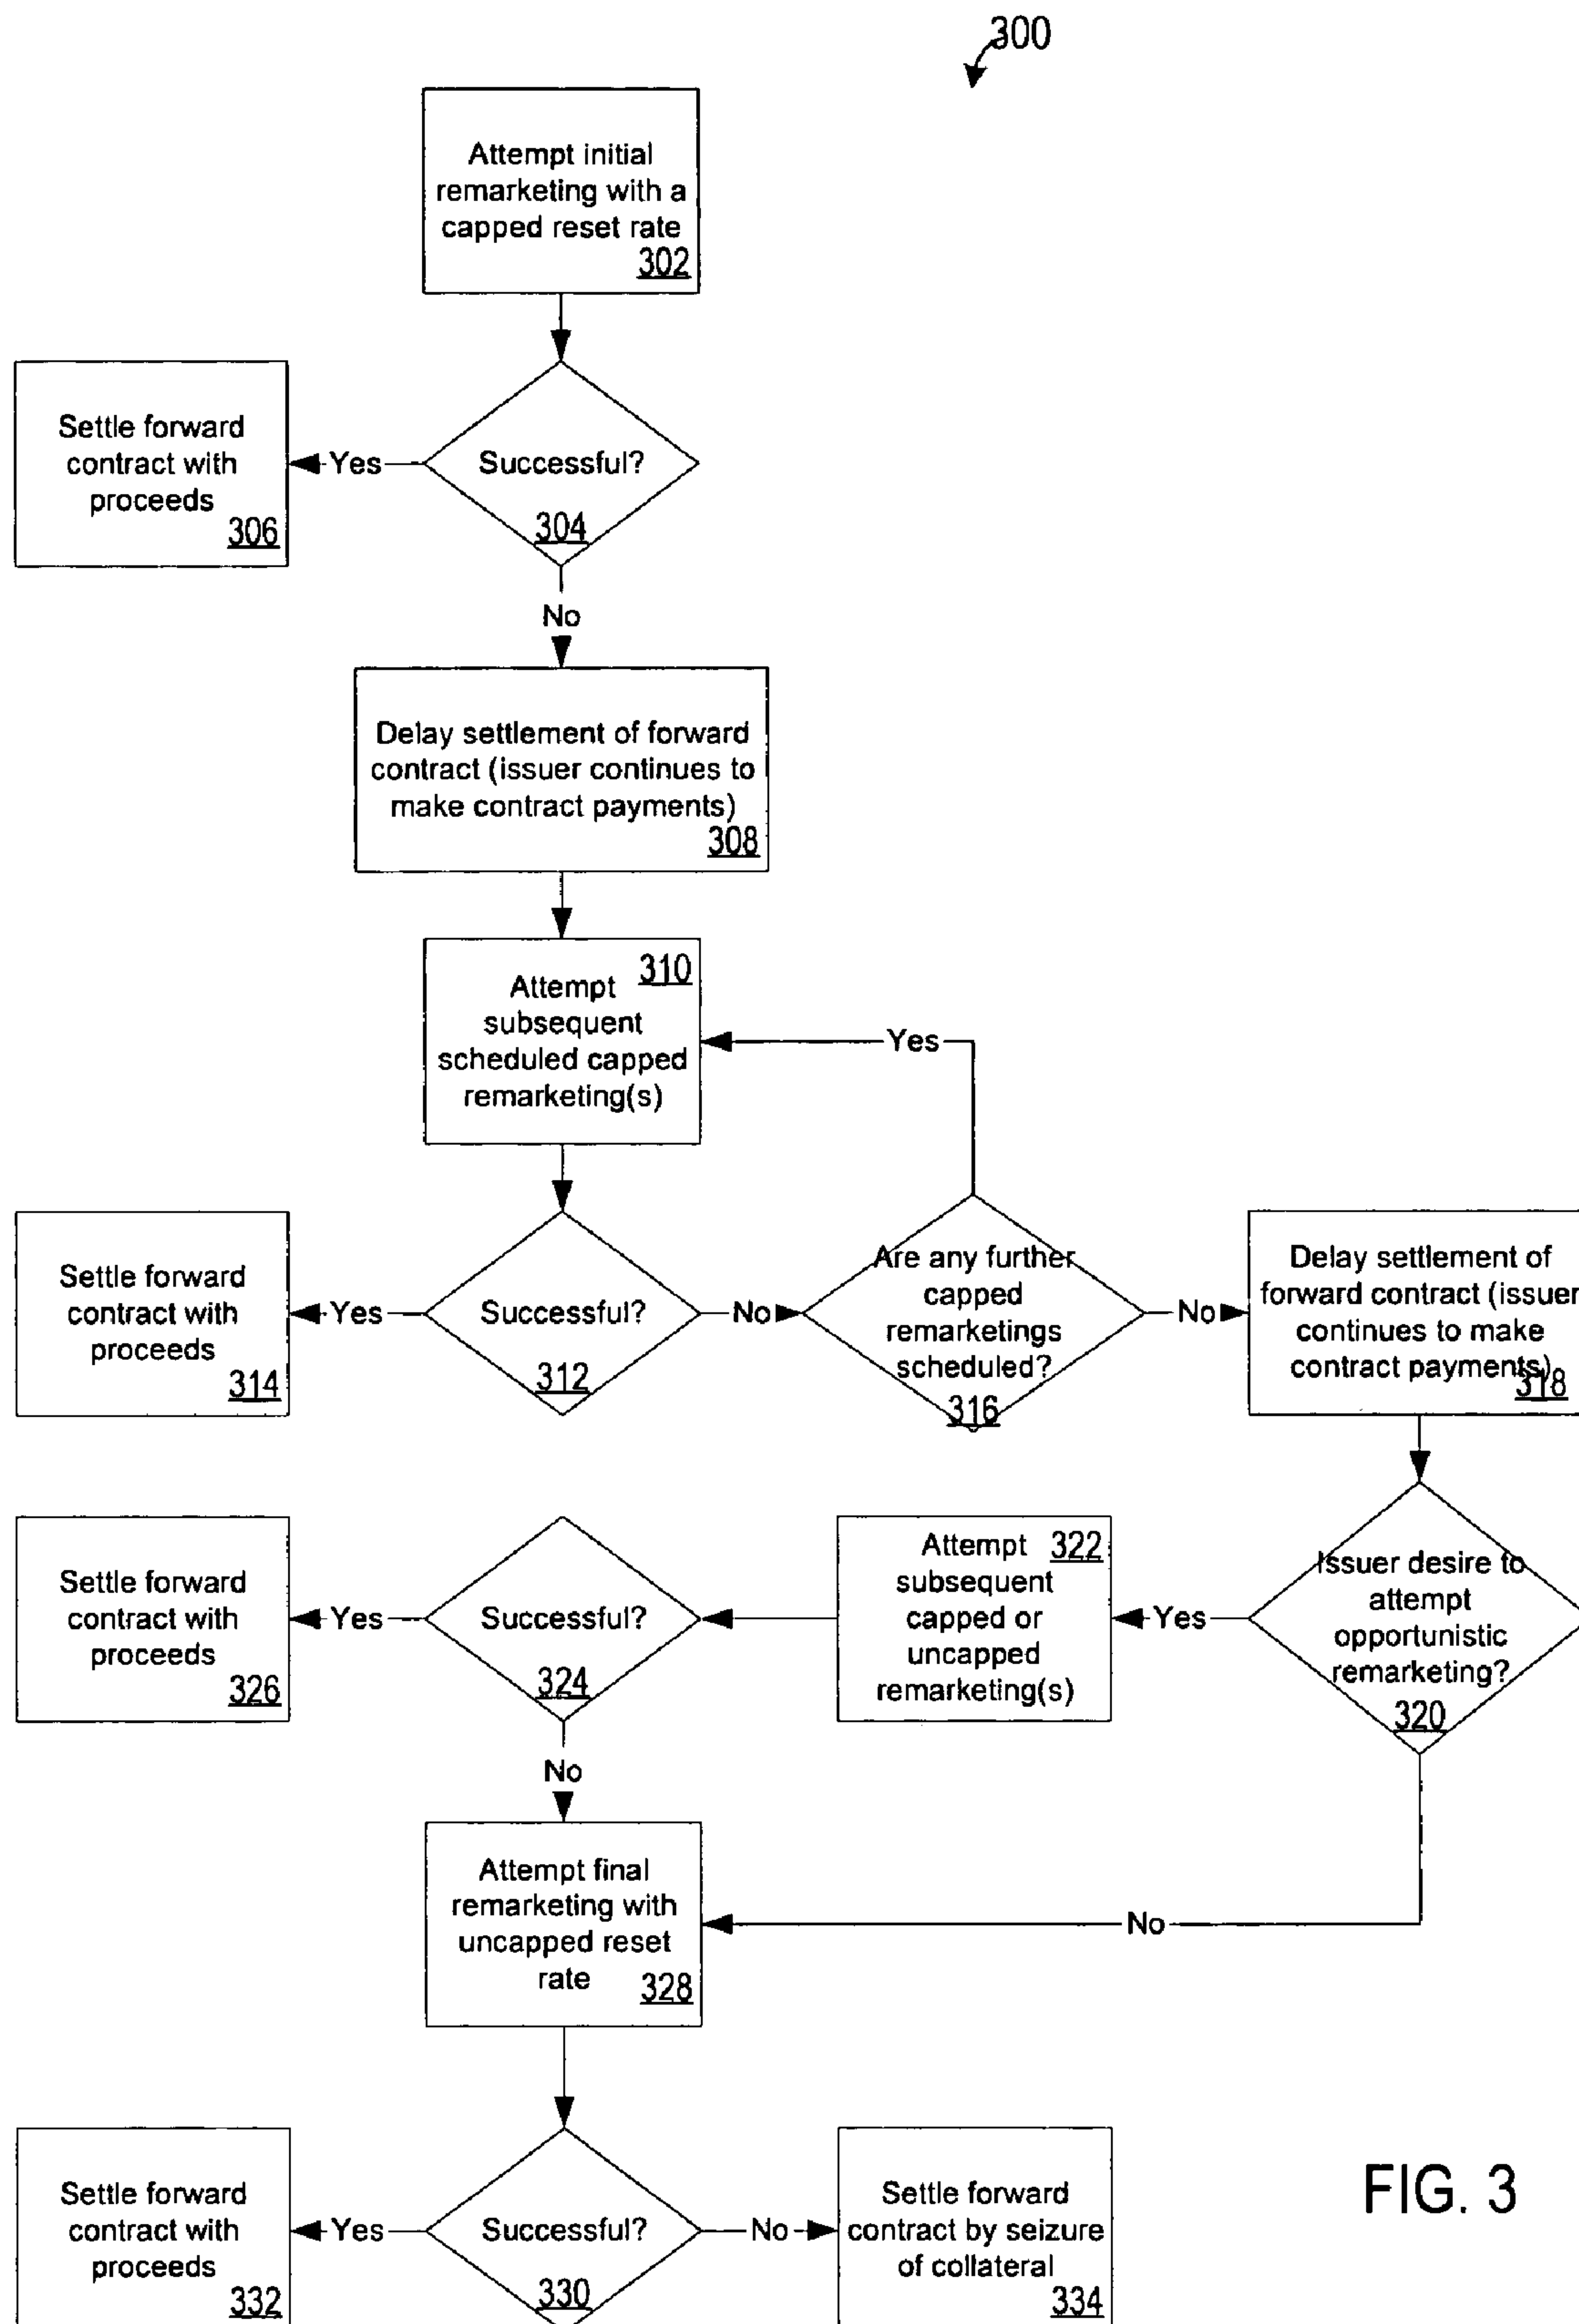 300
Attempt initial
remarketing with a
capped reset rate
302
Settle forward
contract with
proceeds
306
Yes
Successful?
304
No
Delay settlement of forward
contract (issuer continues to
make contract payments)
308
310
Attempt
subsequent
scheduled capped
remarketing(s)
Yes
Settle forward
contract with
proceeds
314
Yes
Successful?
312
No
Are any further
capped
remarketings
scheduled?
316
No
Delay settlement of
forward contract (issuer
continues to make
contract payments)
318
Settle forward
contract with
proceeds
326
Yes
Successful?
324
Attempt 322
subsequent
capped or
uncapped
remarketing(s)
Yes
Issuer desire to
attempt
opportunistic
remarketing?
320
No
Attempt final
remarketing with
uncapped reset
rate
328
No
Settle forward
contract with
proceeds
332
Yes
Successful?
330
No
Settle forward
contract by seizure
of collateral
334
FIG. 3